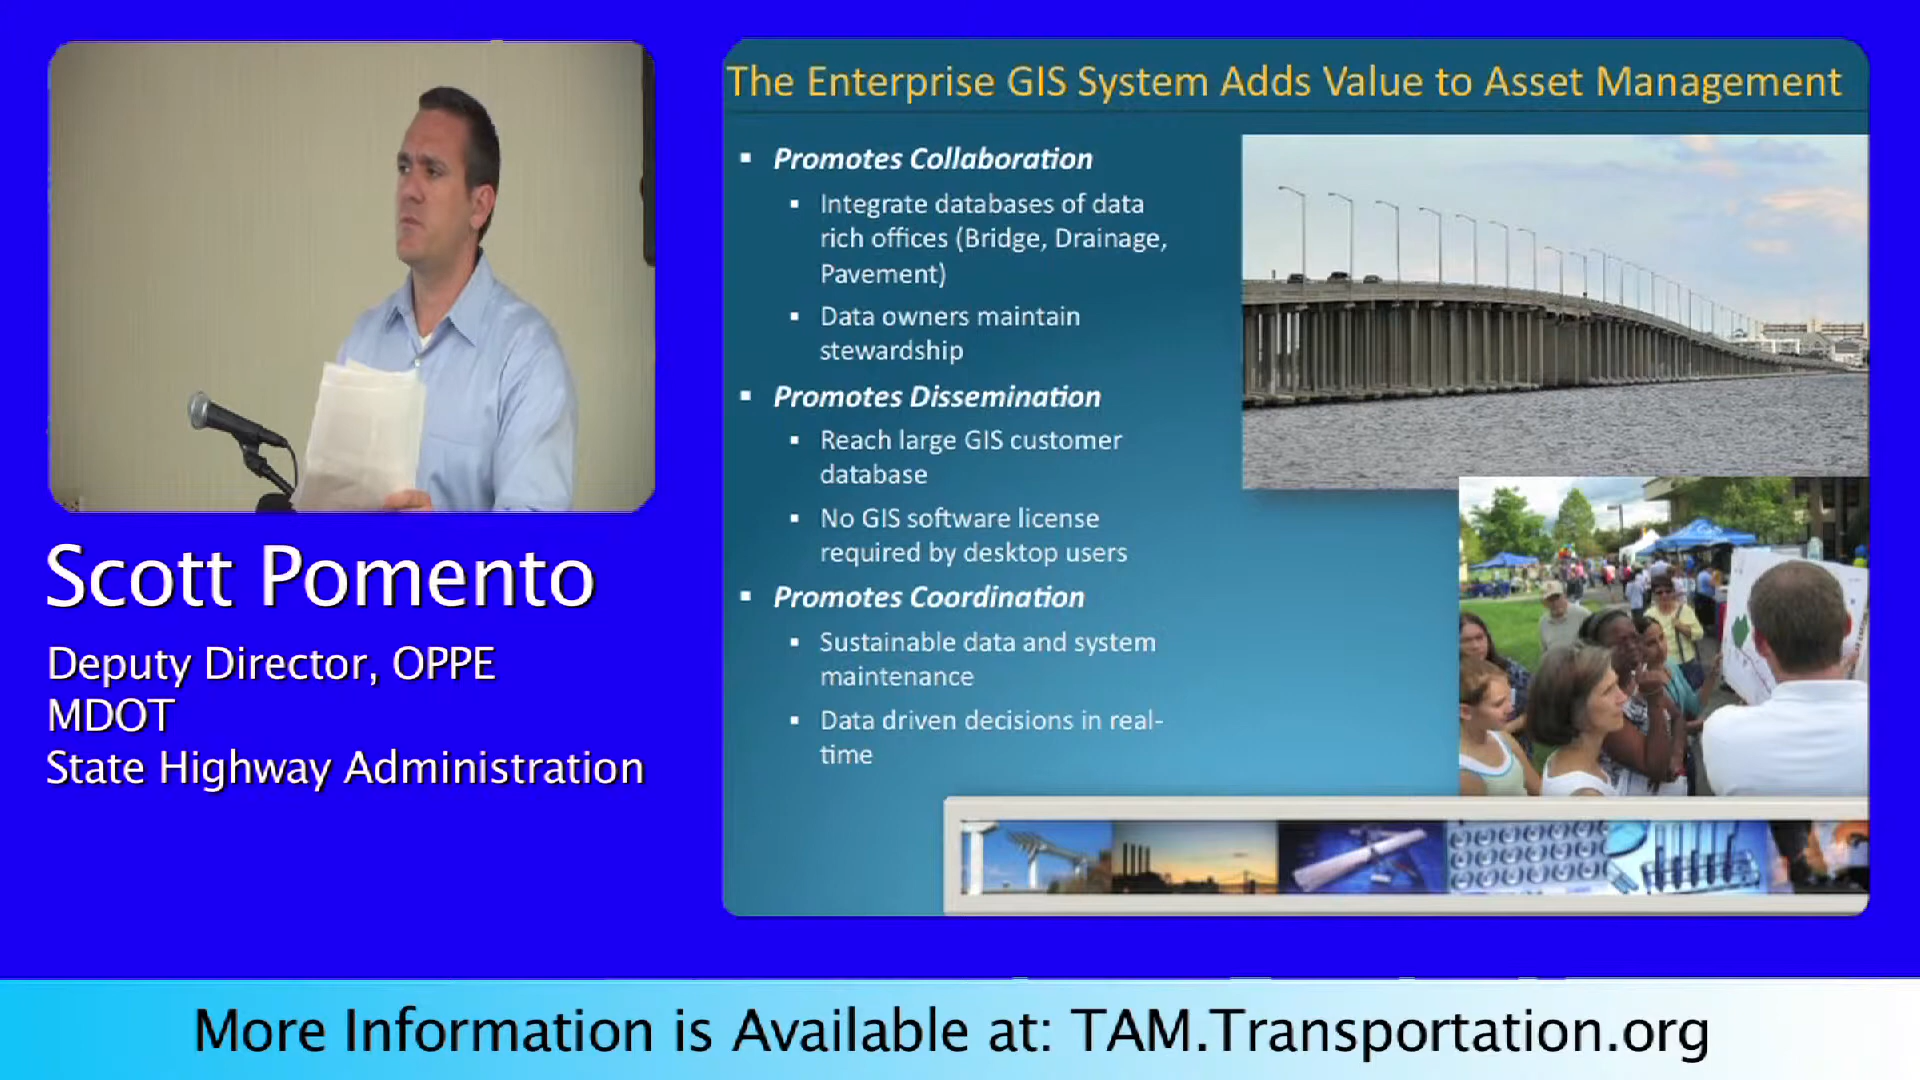 Scott Pomento
Deputy Director, OPPE
MDOT
State Highway Administration
The Enterprise GIS System Adds Value to Asset Management
▪ Promotes Collaboration
▪ Integrate databases of data
rich offices (Bridge, Drainage,
Pavement)
▪ Data owners maintain
stewardship
▪ Promotes Dissemination
▪ Reach large GIS customer
database
▪ No GIS software license
required by desktop users
▪ Promotes Coordination
▪ Sustainable data and system
maintenance
▪ Data driven decisions in real-
time
More Information is Available at: TAM.Transportation.org